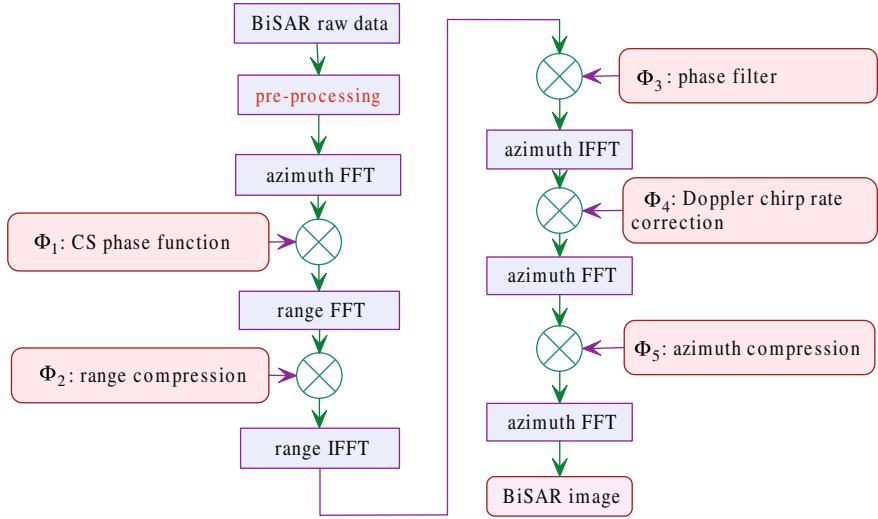 BiSAR raw data
pre-processing
azimuth FFT
Φ1: CS phase function
range FFT
Φ2: range compression
range IFFT
Φ3: phase filter
azimuth IFFT
Φ4: Doppler chirp rate
correction
azimuth FFT
Φ5: azimuth compression
azimuth FFT
BiSAR image